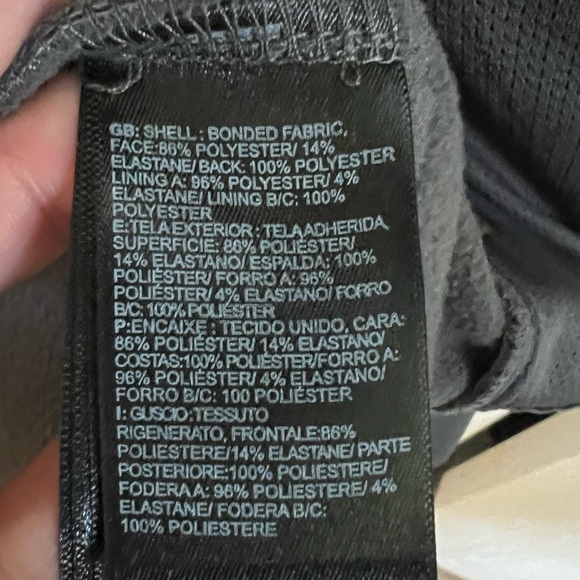 GB: SHELL : BONDED FABRIC,
FACE:86% POLYESTER/ 14%
ELASTANE/ BACK: 100% POLYESTER
LINING A: 96% POLYESTER/ 4%
ELASTANE/ LINING B/C: 100%
POLYESTER
E:TELA EXTERIOR : TELA ADHERIDA,
SUPERFICIE: 86% POLIÉSTER/
14% ELASTANO/ ESPALDA: 100%
POLIÉSTER/ FORRO A: 96%
POLIÉSTER/ 4% ELASTANO/ FORRO
B/C: 100% POLIÉSTER
P:ENCAIXE : TECIDO UNIDO, CARA:
86% POLIÉSTER/ 14% ELASTANO/
COSTAS:100% POLIÉSTER/FORRO A:
96% POLIÉSTER/ 4% ELASTANO/
FORRO B/C: 100 POLIÉSTER
I: GUSCIO:TESSUTO
RIGENERATO, FRONTALE:86%
POLIESTERE/14% ELASTANE/ PARTE
POSTERIORE:100% POLIESTERE/
FODERA A: 96% POLIESTERE/ 4%
ELASTANE/ FODERA B/C:
100% POLIESTERE